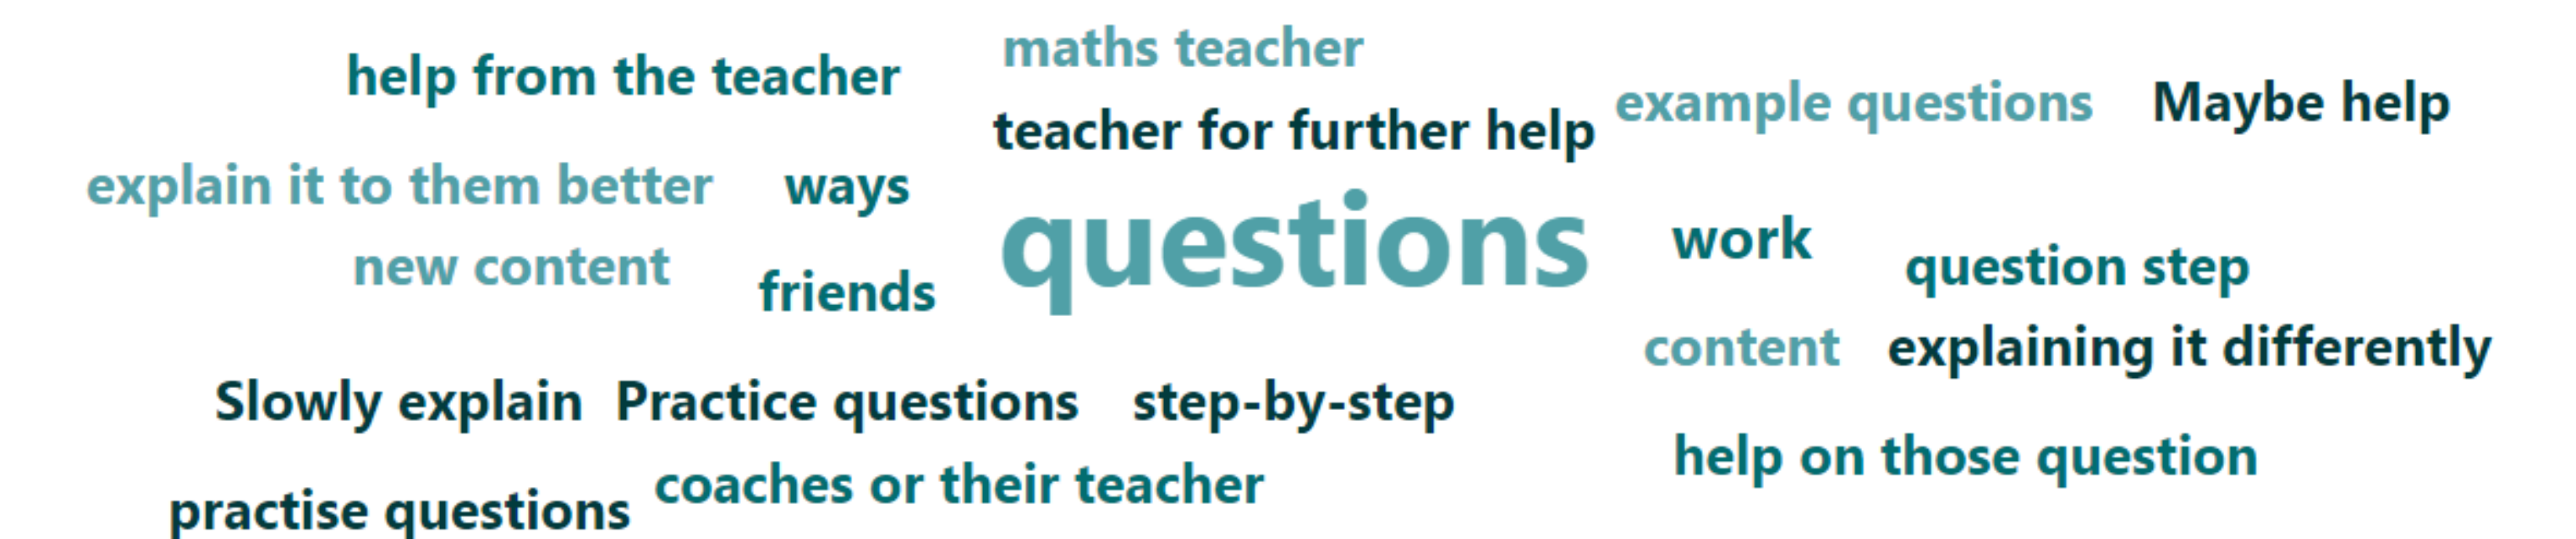 maths teacher
help from the teacher
example questions
Maybe help
teacher for further help
explain it to them better
ways
questions
work
new content
question step
friends
content
explaining it differently
Slowly explain
Practice questions
step-by-step
help on those question
coaches or their teacher
practise questions